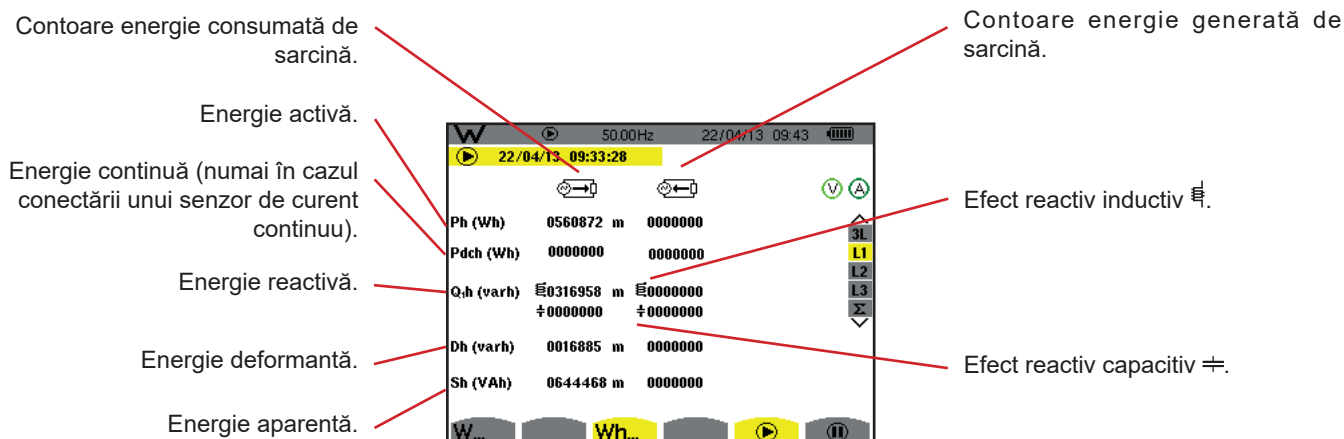 Contoare energie consumată de
sarcină.
Contoare energie generată de
sarcină.
Energie activă.
Energie continuă (numai în cazul
conectării unui senzor de curent
continuu).
Energie reactivă.
Energie deformantă.
Energie aparentă.
W 50.00Hz 22/04/13 09:43
22/04/13 09:33:28
V A
Ph (Wh) 0560872 m 0000000
Pdch (Wh) 0000000 0000000
Q₁h (varh) 0316958 m 0000000
0000000 0000000
Dh (varh) 0016885 m 0000000
Sh (VAh) 0644468 m 0000000
3L
L1
L2
L3
Σ
W... Wh...
Efect reactiv inductiv .
Efect reactiv capacitiv .